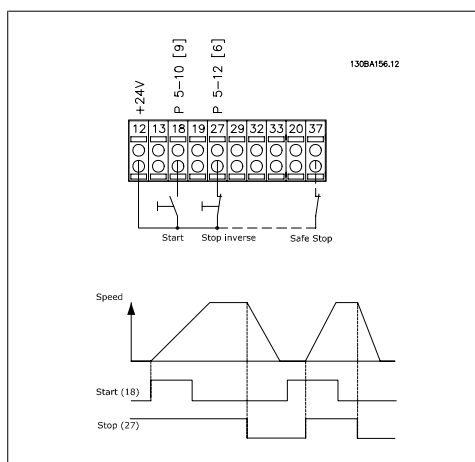 130BA156.12
+24V
P 5-10 [9]
P 5-12 [6]
12 13 18 19 27 29 32 33 20 37
Start Stop inverse Safe Stop
Speed
Start (18)
Stop (27)